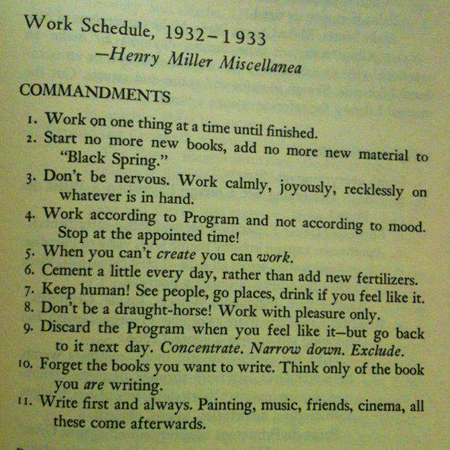 Work Schedule, 1932–1933
—Henry Miller Miscellanea
COMMANDMENTS
1. Work on one thing at a time until finished.
2. Start no more new books, add no more new material to
“Black Spring.”
3. Don't be nervous. Work calmly, joyously, recklessly on
whatever is in hand.
4. Work according to Program and not according to mood.
Stop at the appointed time!
5. When you can't create you can work.
6. Cement a little every day, rather than add new fertilizers.
7. Keep human! See people, go places, drink if you feel like it.
8. Don't be a draught-horse! Work with pleasure only.
9. Discard the Program when you feel like it—but go back
to it next day. Concentrate. Narrow down. Exclude.
10. Forget the books you want to write. Think only of the book
you are writing.
11. Write first and always. Painting, music, friends, cinema, all
these come afterwards.